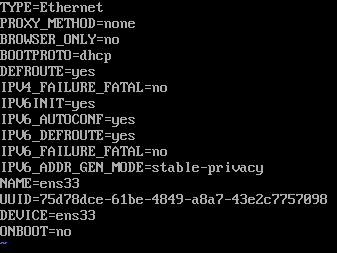 TYPE=Ethernet
PROXY_METHOD=none
BROWSER_ONLY=no
BOOTPROTO=dhcp
DEFROUTE=yes
IPV4_FAILURE_FATAL=no
IPV6INIT=yes
IPV6_AUTOCONF=yes
IPV6_DEFROUTE=yes
IPV6_FAILURE_FATAL=no
IPV6_ADDR_GEN_MODE=stable-privacy
NAME=ens33
UUID=75d78dce-61be-4849-a8a7-43e2c7757098
DEVICE=ens33
ONBOOT=no
~